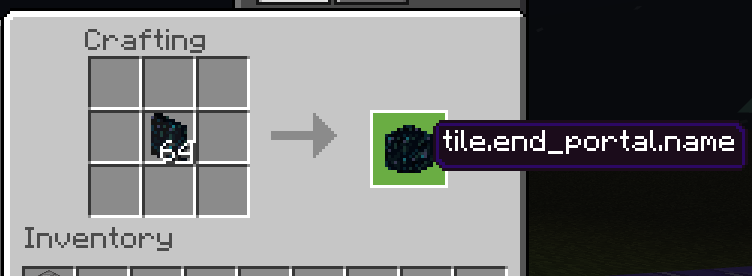 Crafting
64
tile.end_portal.name
Inventory